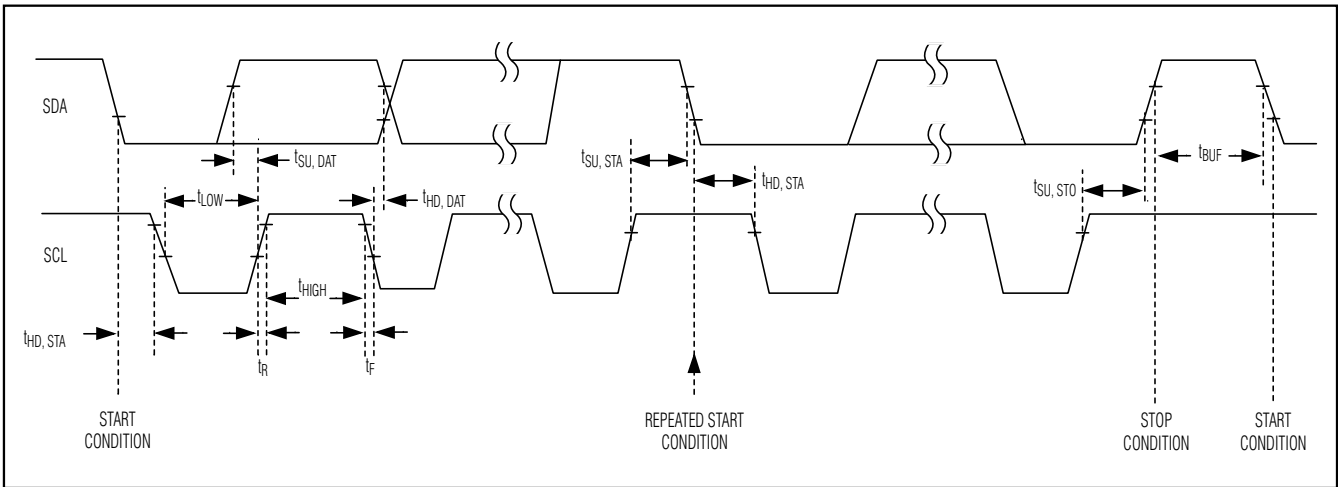 SDA
tSU, DAT
tSU, STA
tBUF
tLOW
tHD, DAT
tHD, STA
tSU, STO
SCL
tHIGH
tHD, STA
tR
tF
START
CONDITION
REPEATED START
CONDITION
STOP
CONDITION
START
CONDITION